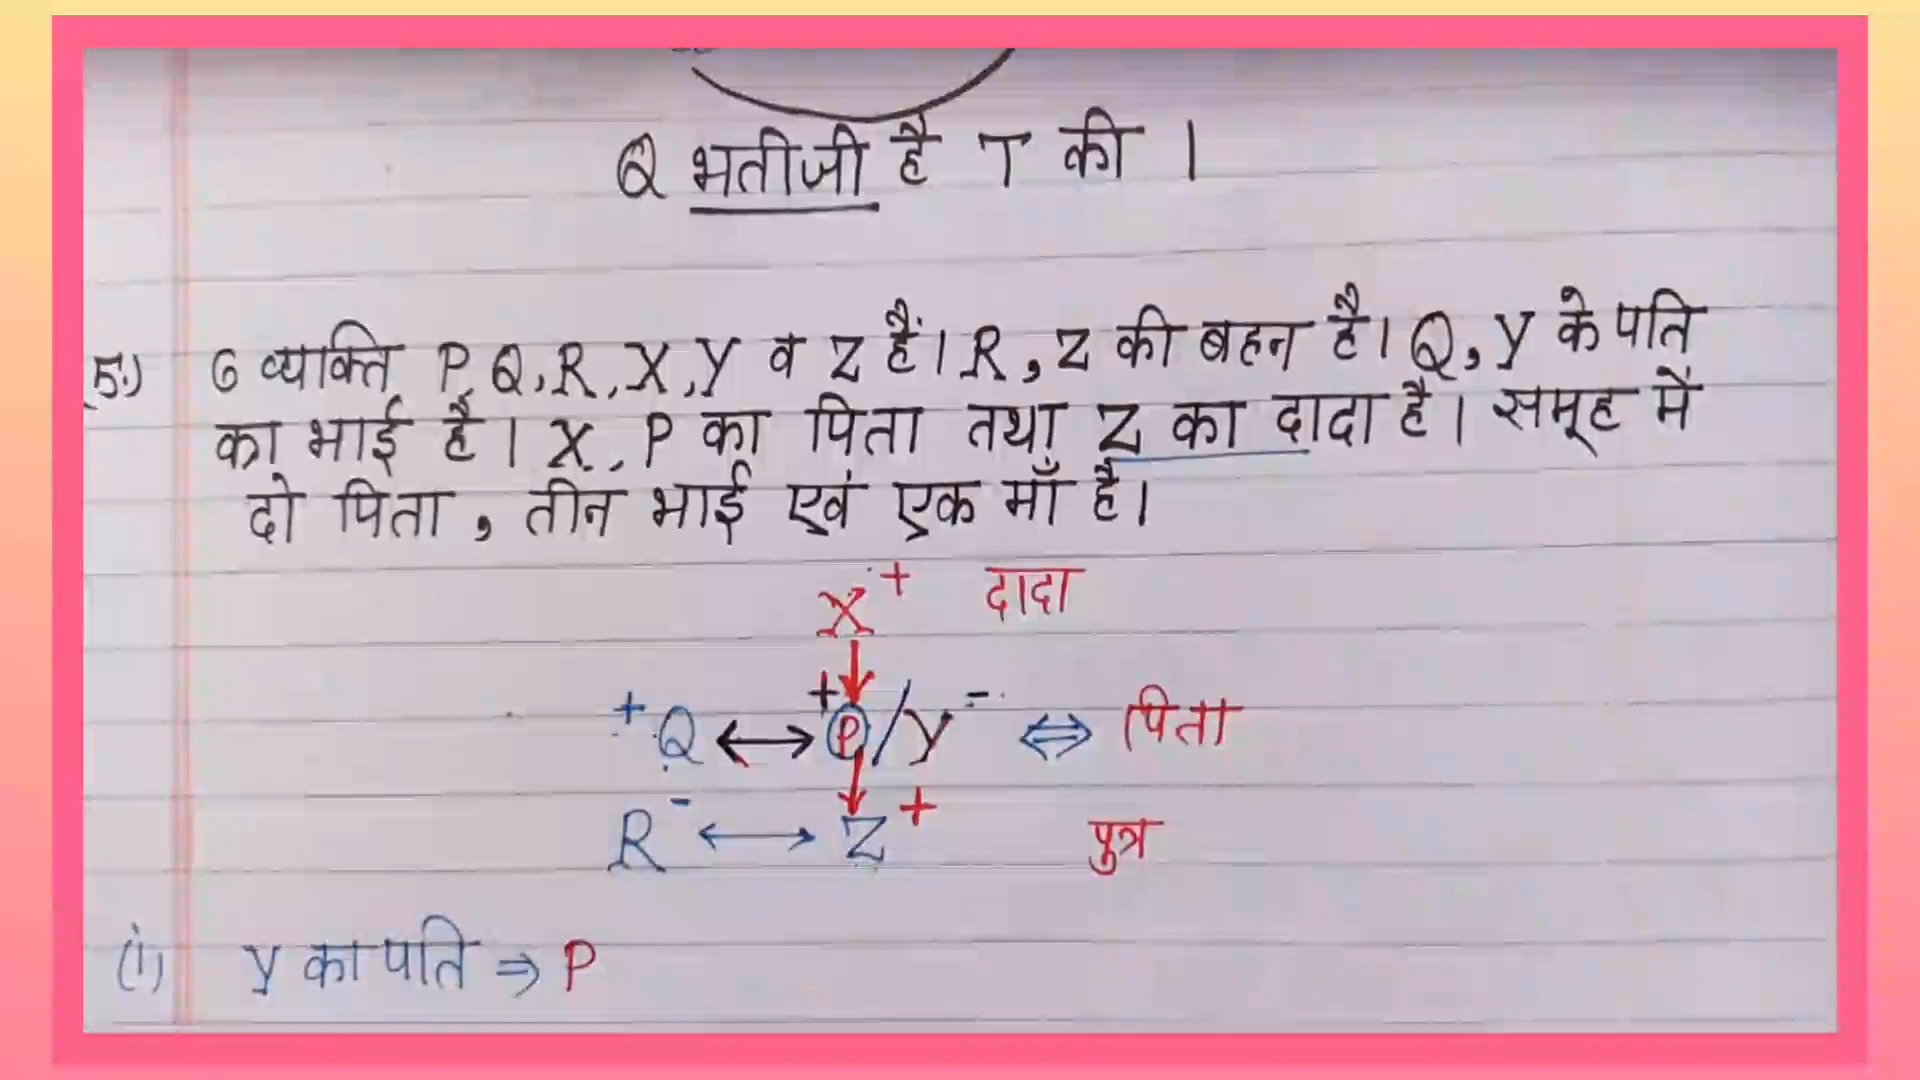 Q भतीजी है T की ।
5.) 6 व्यक्ति P,Q,R,X,Y व Z हैं। R,Z की बहन है। Q,Y के पति
का भाई है। X,P का पिता तथा Z का दादा है। समूह में
दो पिता, तीन भाई एवं एक माँ है।
X+ दादा
+Q ↔ +P/Y- ⇔ पिता
R- ↔ Z+ पुत्र
(i) Y का पति ⇒ P